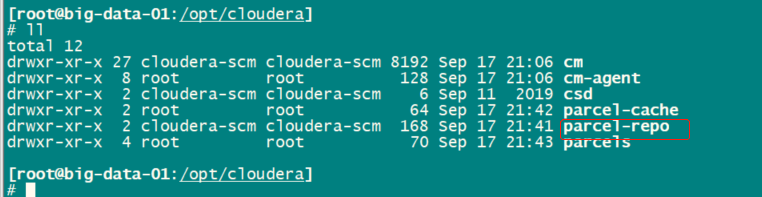 [root@big-data-01:/opt/cloudera]
# ll
total 12
drwxr-xr-x 27 cloudera-scm cloudera-scm 8192 Sep 17 21:06 cm
drwxr-xr-x  8 root         root          128 Sep 17 21:06 cm-agent
drwxr-xr-x  2 cloudera-scm cloudera-scm    6 Sep 11  2019 csd
drwxr-xr-x  2 root         root           64 Sep 17 21:42 parcel-cache
drwxr-xr-x  2 cloudera-scm cloudera-scm  168 Sep 17 21:41 parcel-repo
drwxr-xr-x  4 root         root           70 Sep 17 21:43 parcels
[root@big-data-01:/opt/cloudera]
#